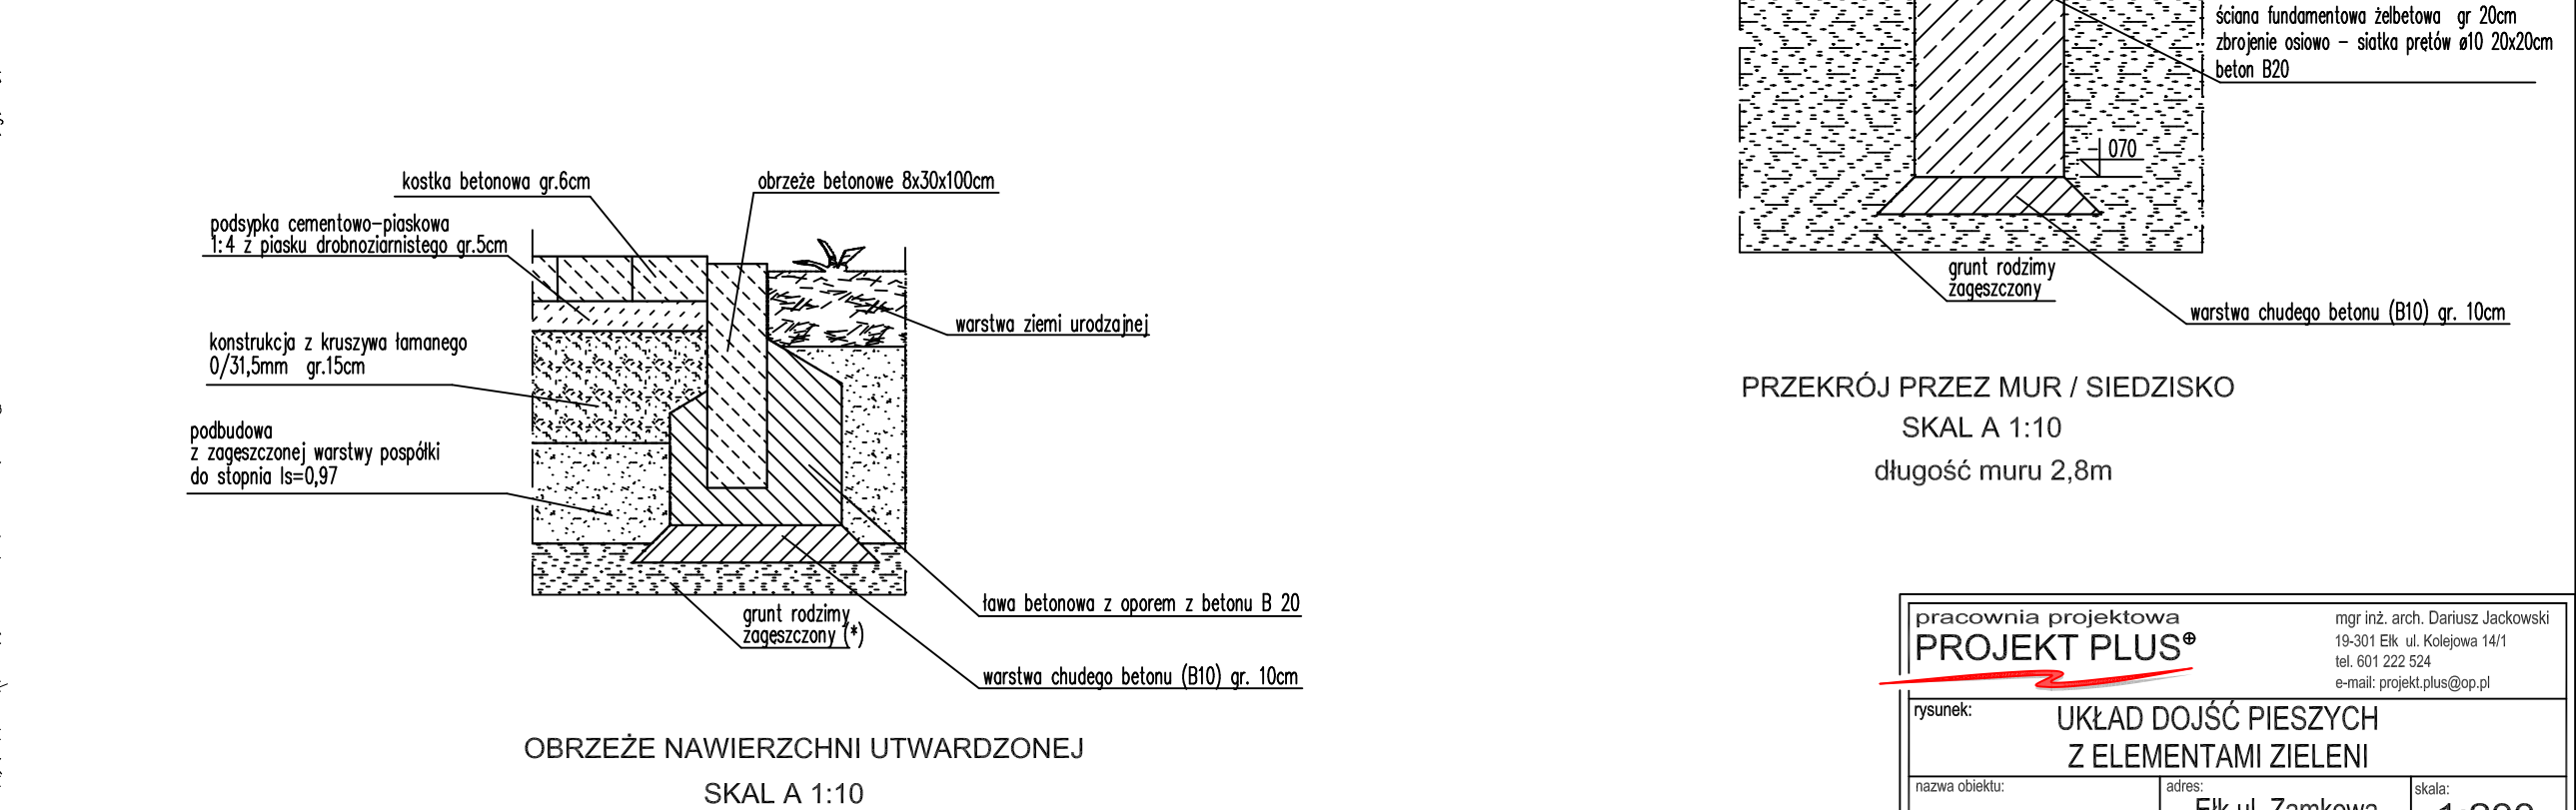 kostka betonowa gr.6cm
obrzeże betonowe 8x30x100cm
podsypka cementowo-piaskowa
1:4 z piasku drobnoziarnistego gr.5cm
warstwa ziemi urodzajnej
konstrukcja z kruszywa łamanego
0/31,5mm gr.15cm
podbudowa
z zagęszczonej warstwy pospółki
do stopnia Is=0,97
ława betonowa z oporem z betonu B 20
grunt rodzimy
zagęszczony (*)
warstwa chudego betonu (B10) gr. 10cm
OBRZEŻE NAWIERZCHNI UTWARDZONEJ
SKAL A 1:10
ściana fundamentowa żelbetowa gr 20cm
zbrojenie osiowo - siatka prętów ø10 20x20cm
beton B20
070
grunt rodzimy
zagęszczony
warstwa chudego betonu (B10) gr. 10cm
PRZEKRÓJ PRZEZ MUR / SIEDZISKO
SKAL A 1:10
długość muru 2,8m
pracownia projektowa
PROJEKT PLUS⊕
mgr inż. arch. Dariusz Jackowski
19-301 Ełk ul. Kolejowa 14/1
tel. 601 222 524
e-mail: projekt.plus@op.pl
rysunek:
UKŁAD DOJŚĆ PIESZYCH
Z ELEMENTAMI ZIELENI
nazwa obiektu:
adres:
Ełk ul. Zamkowa
skala: